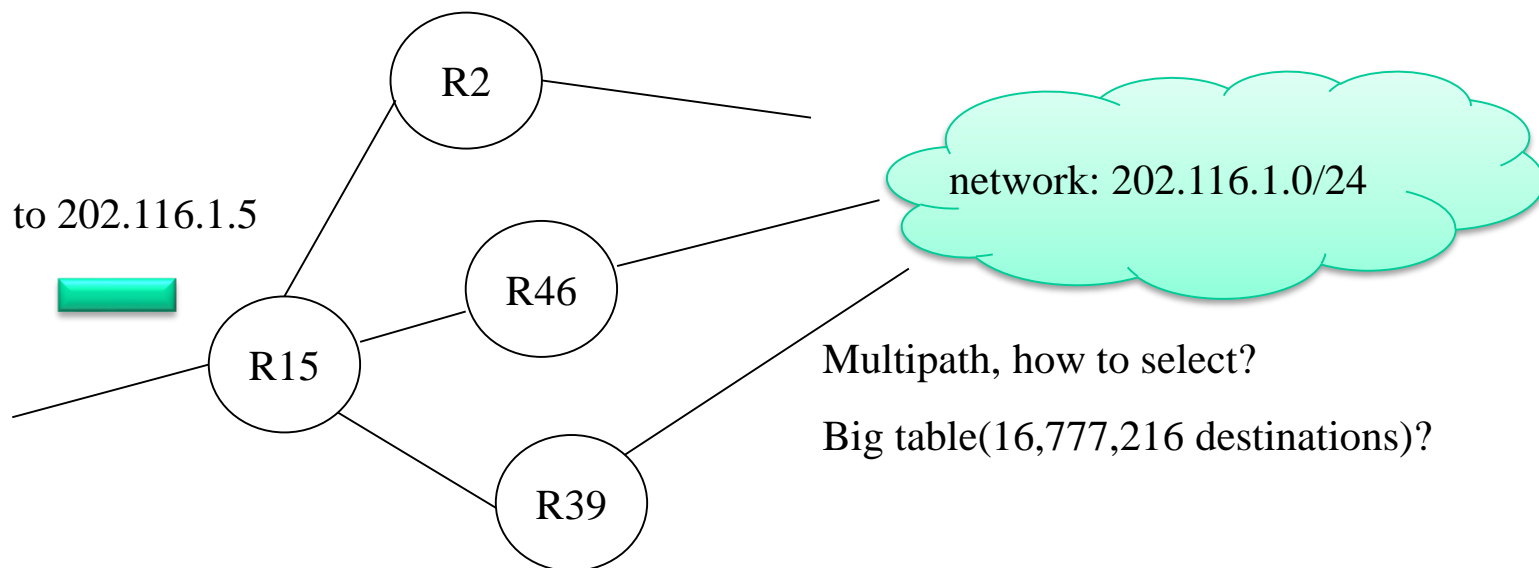 R2
network: 202.116.1.0/24
to 202.116.1.5
R46
R15
Multipath, how to select?
Big table(16,777,216 destinations)?
R39